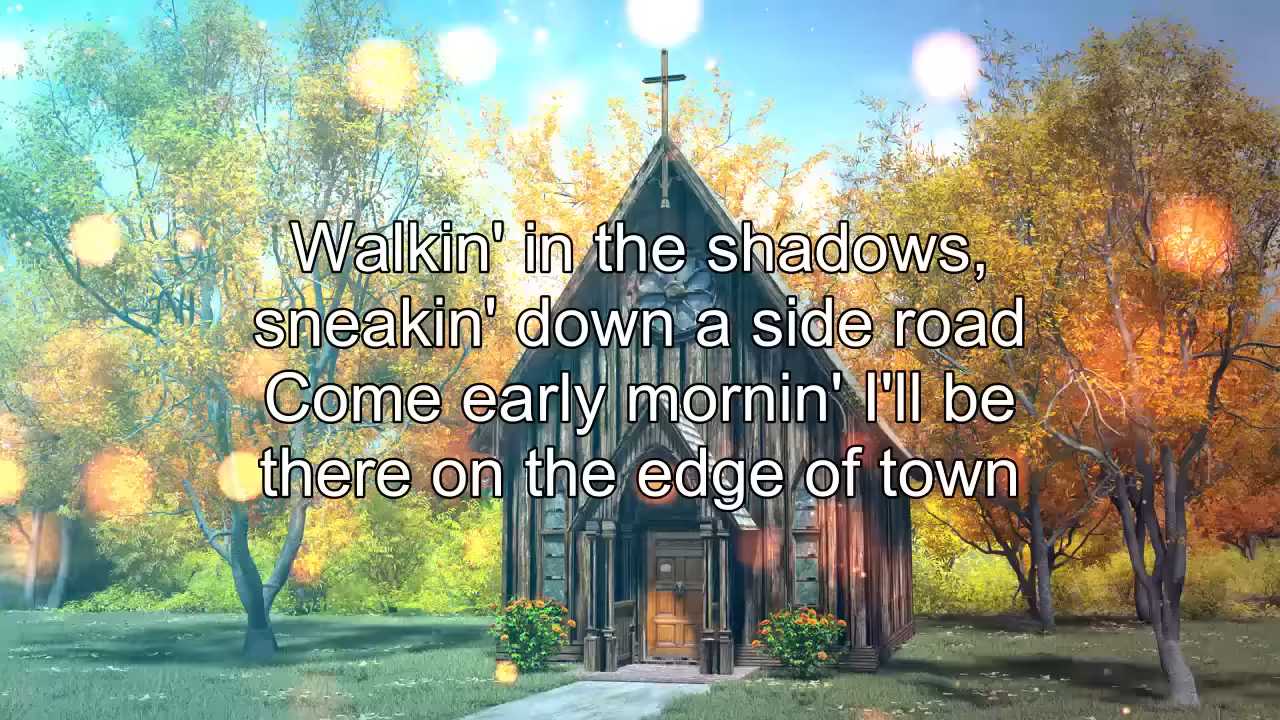 Walkin' in the shadows,
sneakin' down a side road
Come early mornin' I'll be
there on the edge of town